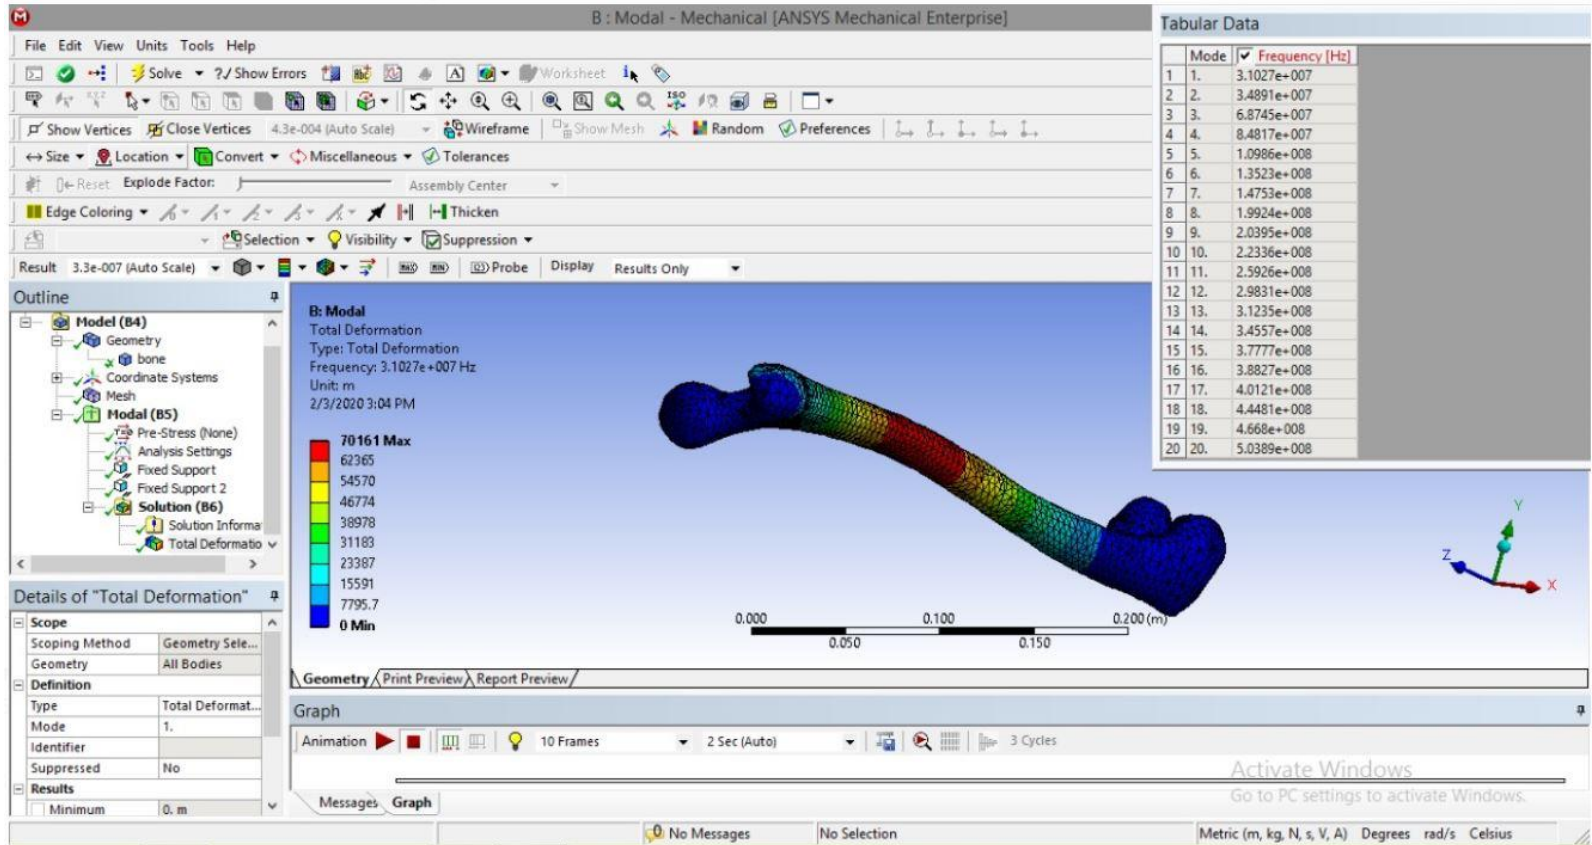 B : Modal - Mechanical [ANSYS Mechanical Enterprise]
File Edit View Units Tools Help
Solve ?/ Show Errors Worksheet
Show Vertices Close Vertices 4.3e-004 (Auto Scale) Wireframe Show Mesh Random Preferences
Size Location Convert Miscellaneous Tolerances
Reset Explode Factor: Assembly Center
Edge Coloring Thicken
Selection Visibility Suppression
Result 3.3e-007 (Auto Scale) MAX MIN Probe Display Results Only
Outline
Model (B4)
Geometry
bone
Coordinate Systems
Mesh
Modal (B5)
Pre-Stress (None)
Analysis Settings
Fixed Support
Fixed Support 2
Solution (B6)
Solution Informa
Total Deformatio
Details of "Total Deformation"
Scope
Scoping Method Geometry Sele...
Geometry All Bodies
Definition
Type Total Deformat...
Mode 1.
Identifier
Suppressed No
Results
Minimum 0. m
B: Modal
Total Deformation
Type: Total Deformation
Frequency: 3.1027e+007 Hz
Unit: m
2/3/2020 3:04 PM
70161 Max
62365
54570
46774
38978
31183
23387
15591
7795.7
0 Min
0.000 0.100 0.200 (m)
0.050 0.150
Y
Z
X
Geometry Print Preview Report Preview
Graph
Animation 10 Frames 2 Sec (Auto) 3 Cycles
Messages Graph
Activate Windows
Go to PC settings to activate Windows.
No Messages No Selection Metric (m, kg, N, s, V, A) Degrees rad/s Celsius
Tabular Data
Mode Frequency [Hz]
1 1. 3.1027e+007
2 2. 3.4891e+007
3 3. 6.8745e+007
4 4. 8.4817e+007
5 5. 1.0986e+008
6 6. 1.3523e+008
7 7. 1.4753e+008
8 8. 1.9924e+008
9 9. 2.0395e+008
10 10. 2.2336e+008
11 11. 2.5926e+008
12 12. 2.9831e+008
13 13. 3.1235e+008
14 14. 3.4557e+008
15 15. 3.7777e+008
16 16. 3.8827e+008
17 17. 4.0121e+008
18 18. 4.4481e+008
19 19. 4.668e+008
20 20. 5.0389e+008